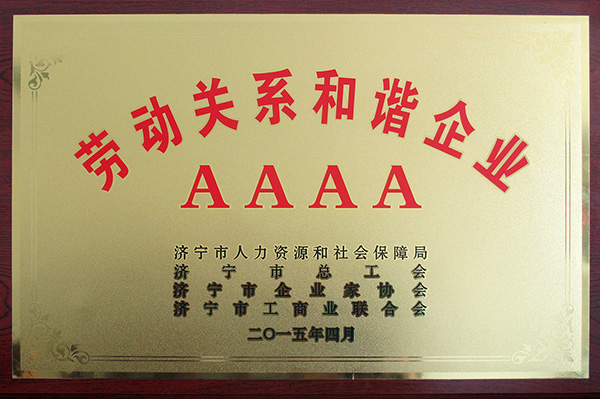 劳动关系和谐企业
AAAA
济宁市人力资源和社会保障局
济宁市总工会
济宁市企业家协会
济宁市工商业联合会
二〇一五年四月